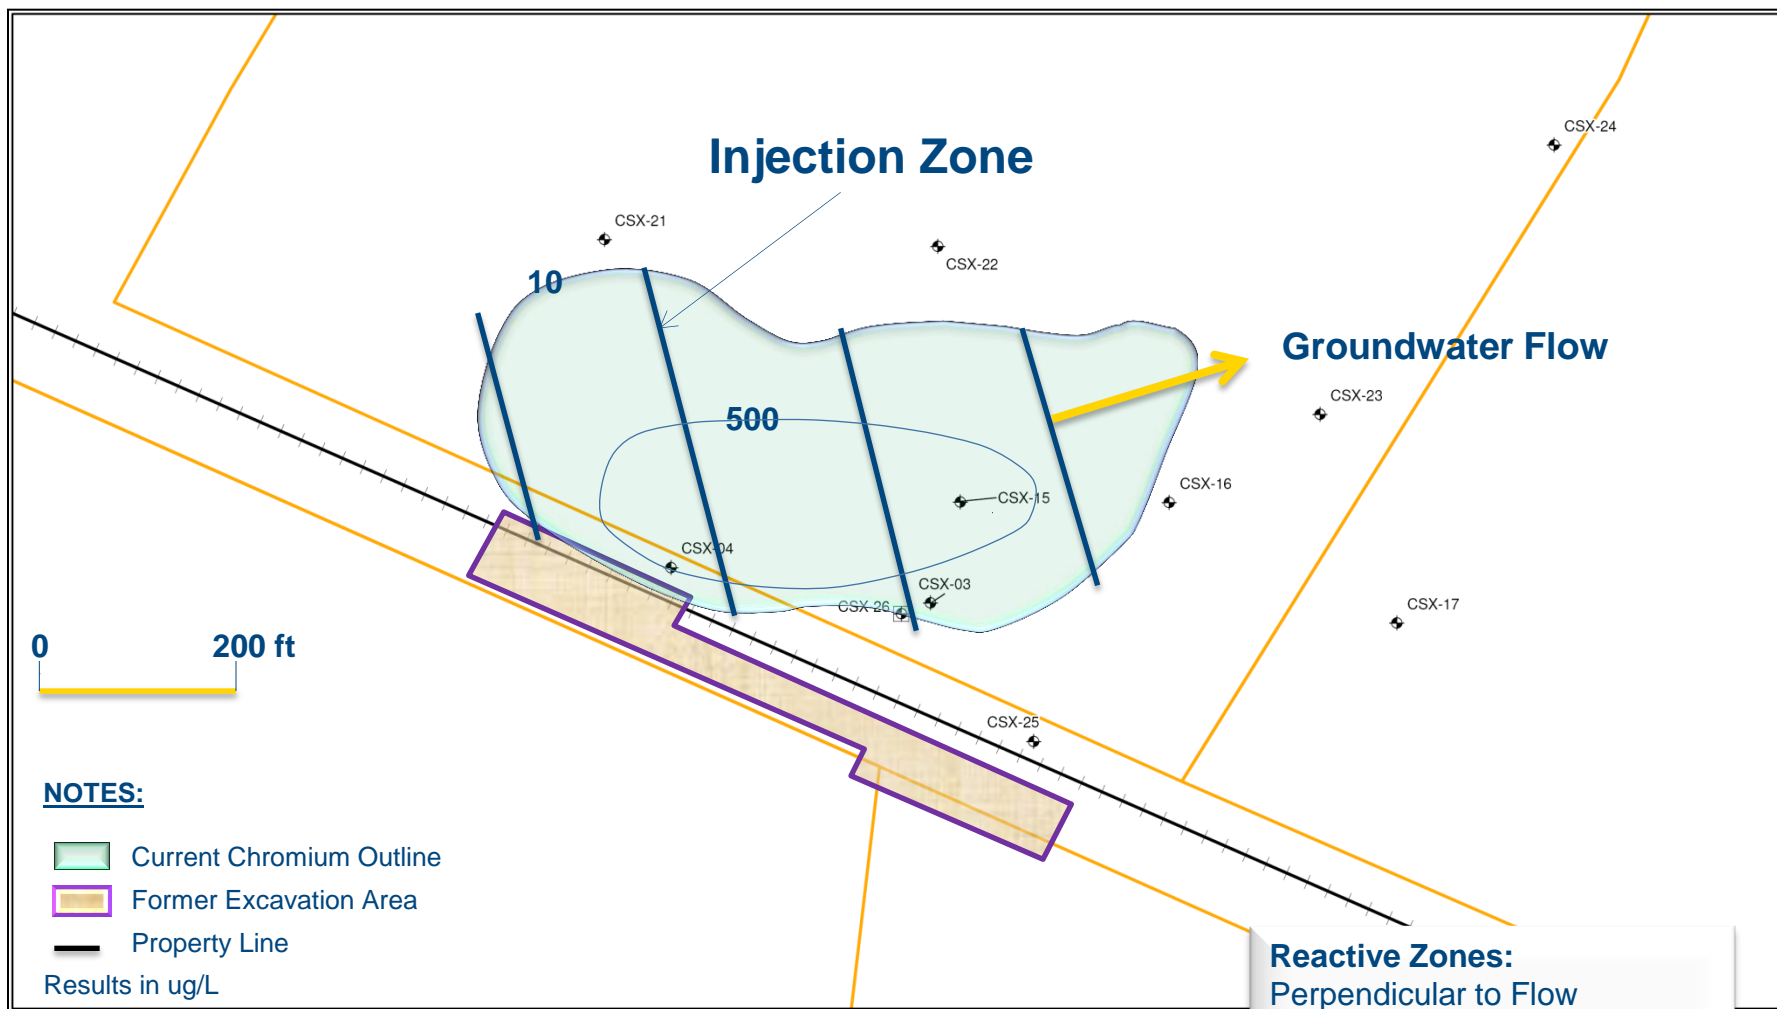 CSX-24
Injection Zone
CSX-21
CSX-22
10
Groundwater Flow
CSX-23
500
CSX-16
CSX-15
CSX-04
CSX-03
CSX-26
CSX-17
0 200 ft
CSX-25
NOTES:
Current Chromium Outline
Former Excavation Area
Property Line
Results in ug/L
Reactive Zones:
Perpendicular to Flow